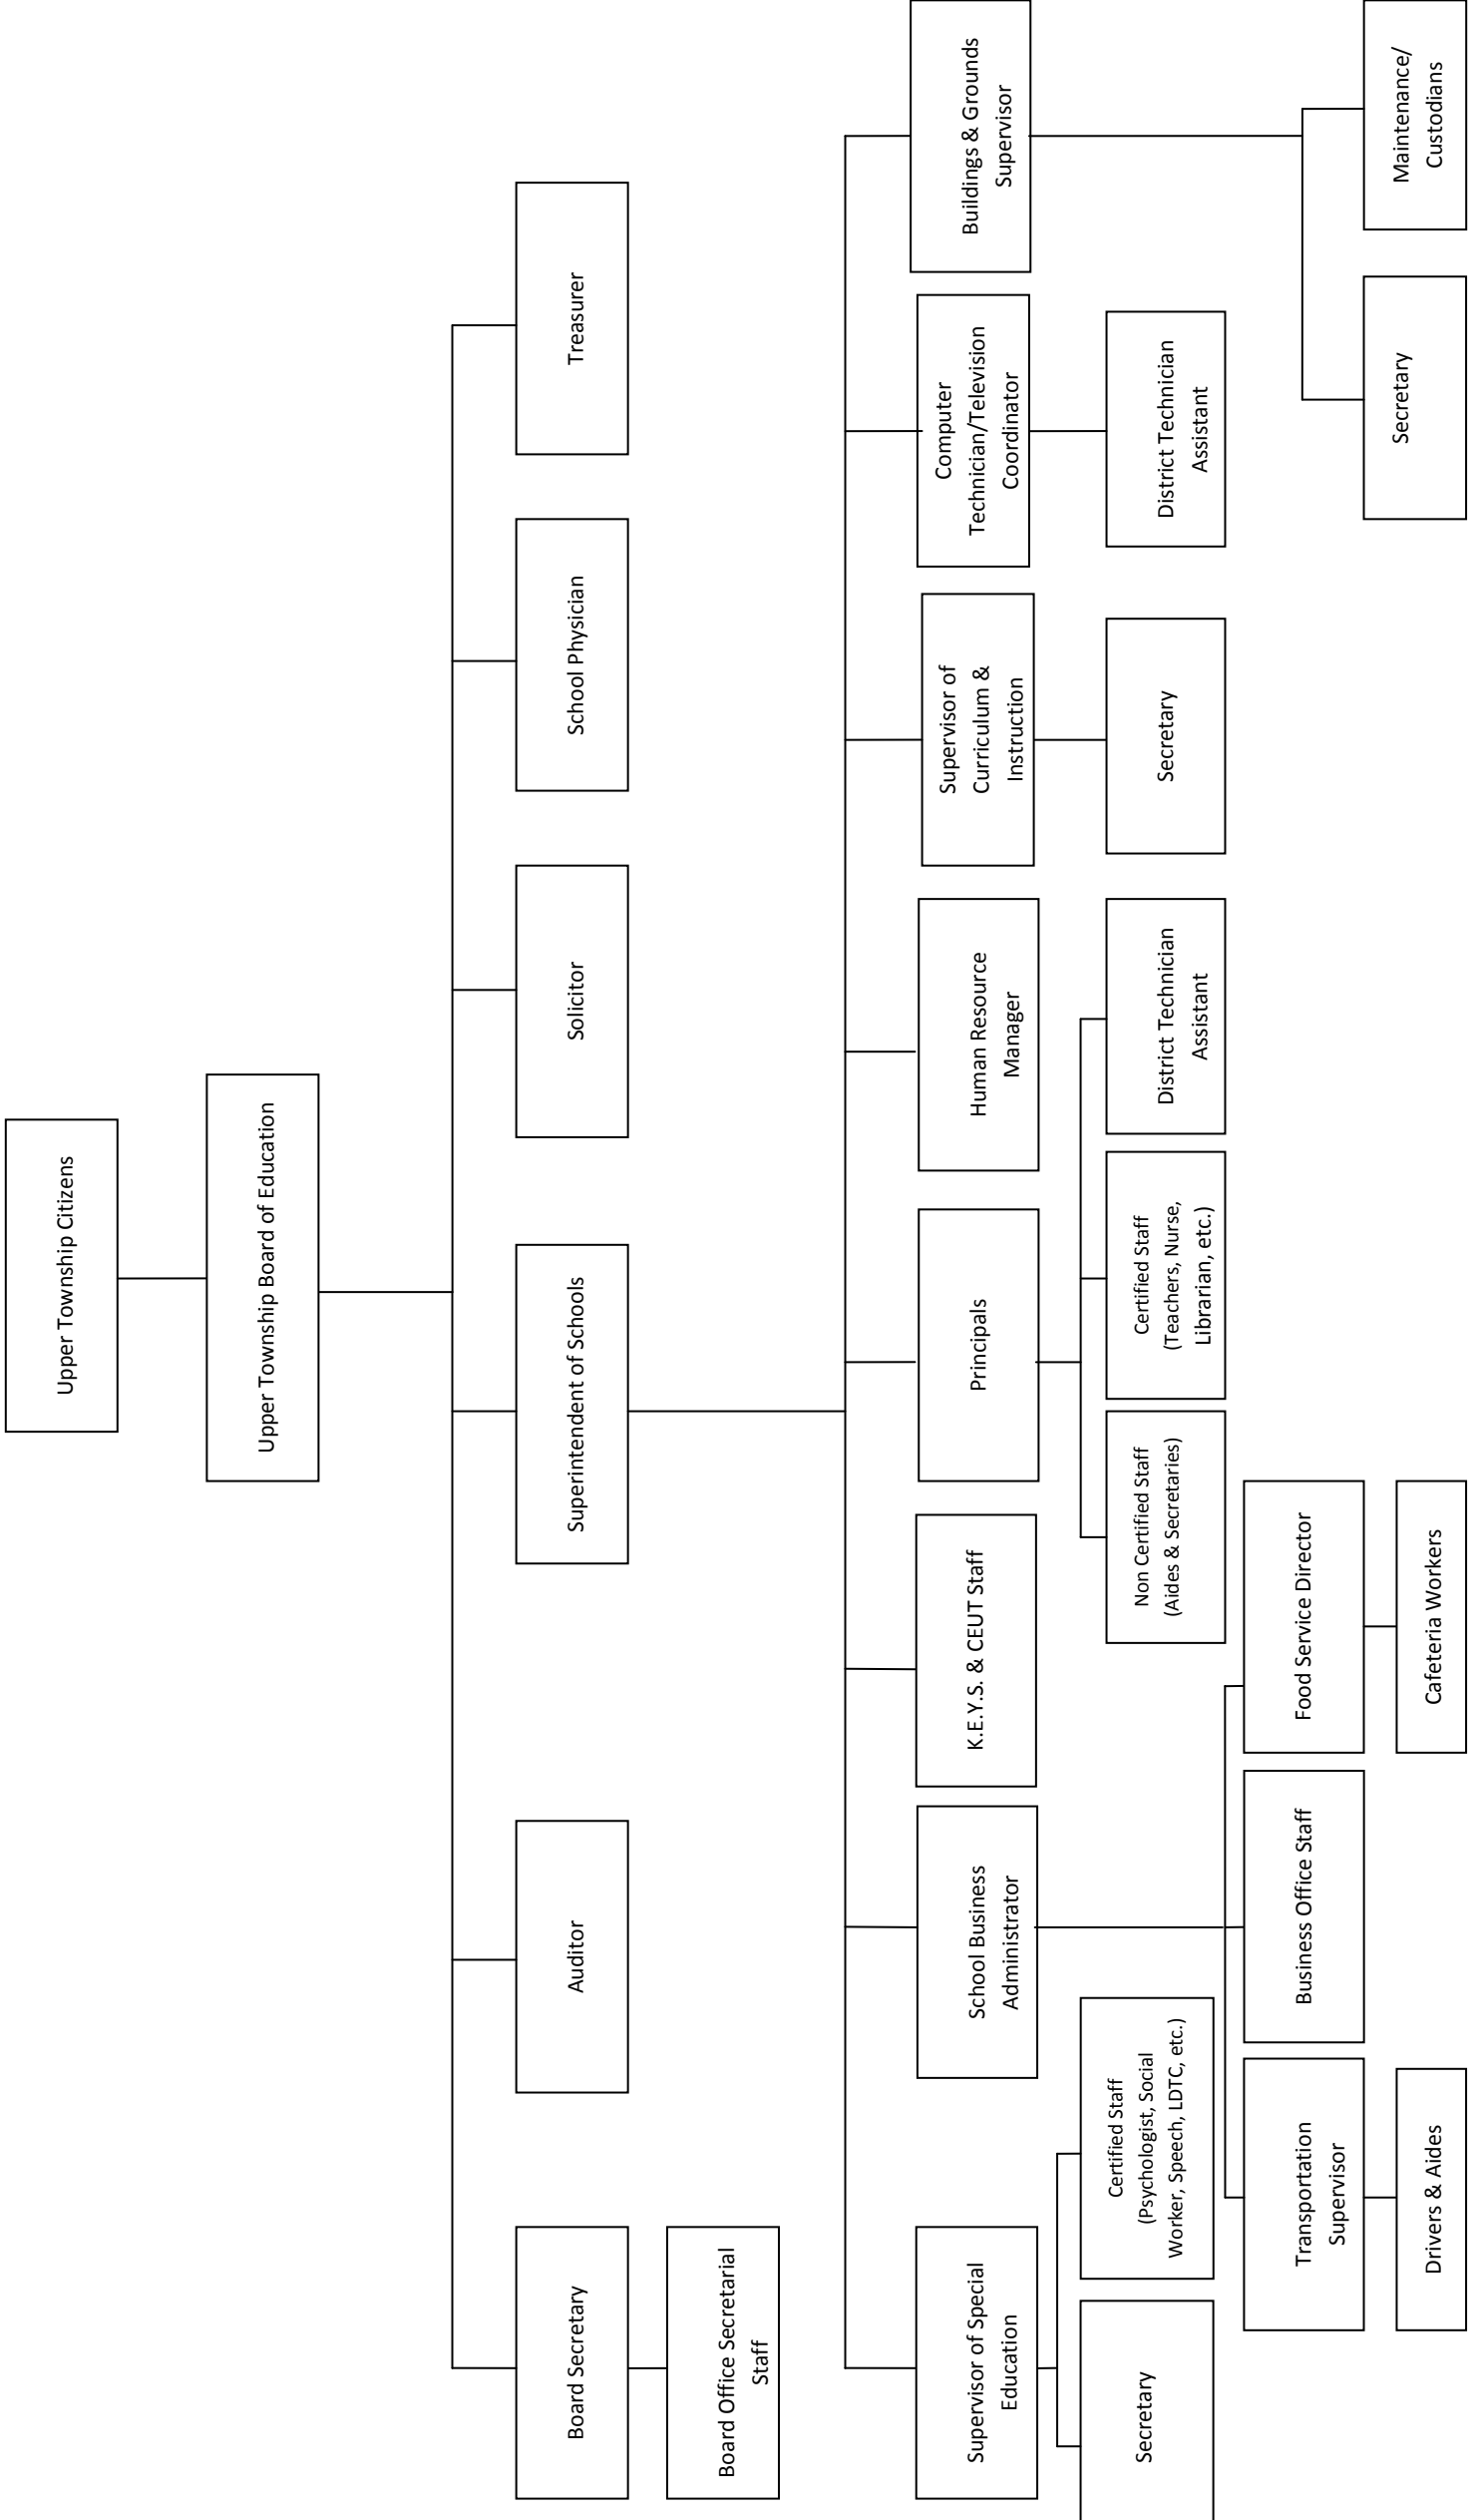 Upper Township Citizens
Upper Township Board of Education
Board Secretary
Auditor
Superintendent of Schools
Solicitor
School Physician
Treasurer
Board Office Secretarial
Staff
Supervisor of Special
Education
School Business
Administrator
K.E.Y.S. & CEUT Staff
Principals
Human Resource
Manager
Supervisor of
Curriculum &
Instruction
Computer
Technician/Television
Coordinator
Buildings & Grounds
Supervisor
Secretary
Certified Staff
(Psychologist, Social
Worker, Speech, LDTC, etc.)
Non Certified Staff
(Aides & Secretaries)
Certified Staff
(Teachers, Nurse,
Librarian, etc.)
District Technician
Assistant
Secretary
District Technician
Assistant
Transportation
Supervisor
Business Office Staff
Food Service Director
Secretary
Maintenance/
Custodians
Drivers & Aides
Cafeteria Workers